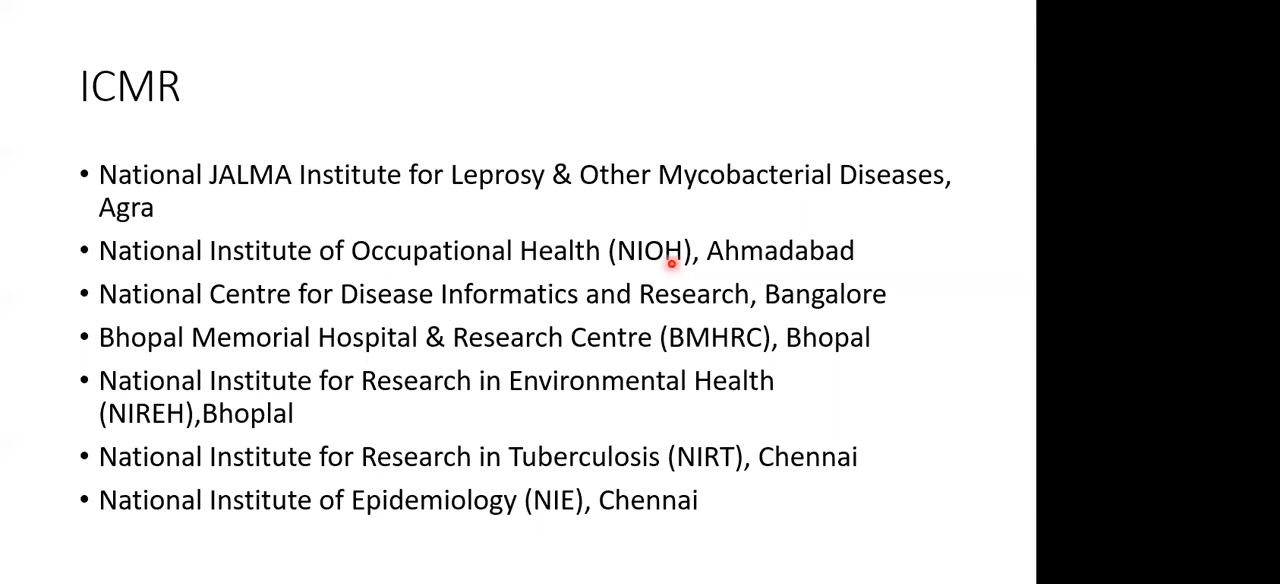 ICMR
• National JALMA Institute for Leprosy & Other Mycobacterial Diseases,
Agra
• National Institute of Occupational Health (NIOH), Ahmadabad
• National Centre for Disease Informatics and Research, Bangalore
• Bhopal Memorial Hospital & Research Centre (BMHRC), Bhopal
• National Institute for Research in Environmental Health
(NIREH),Bhoplal
• National Institute for Research in Tuberculosis (NIRT), Chennai
• National Institute of Epidemiology (NIE), Chennai